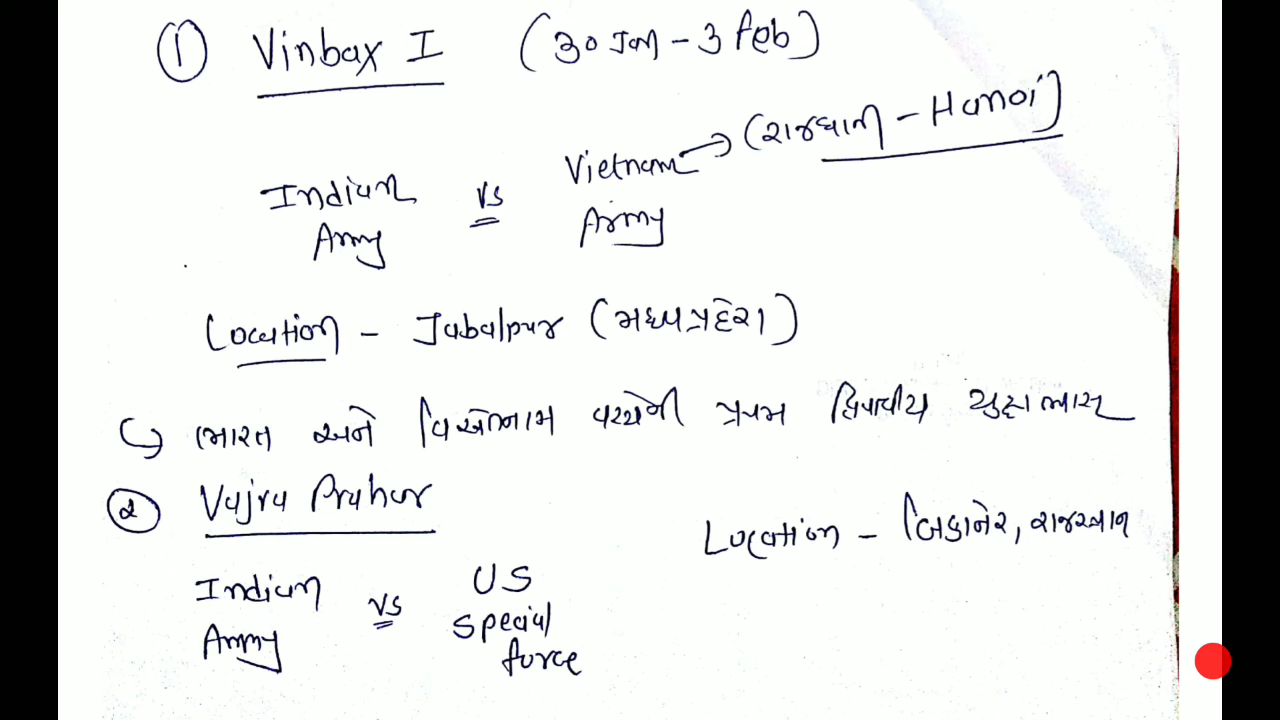 ① Vinbax I (30 Jan - 3 feb)
Indian Army vs Vietnam Army → (રાજધાની - Hanoi)
Location - Jabalpur (મધ્યપ્રદેશ)
↳ ભારત અને વિએતનામ વચ્ચેની પ્રથમ દ્વિપક્ષીય યુદ્ધાભ્યાસ
② Vajra Prahar
Location - બિકાનેર, રાજસ્થાન
Indian Army vs US Special force